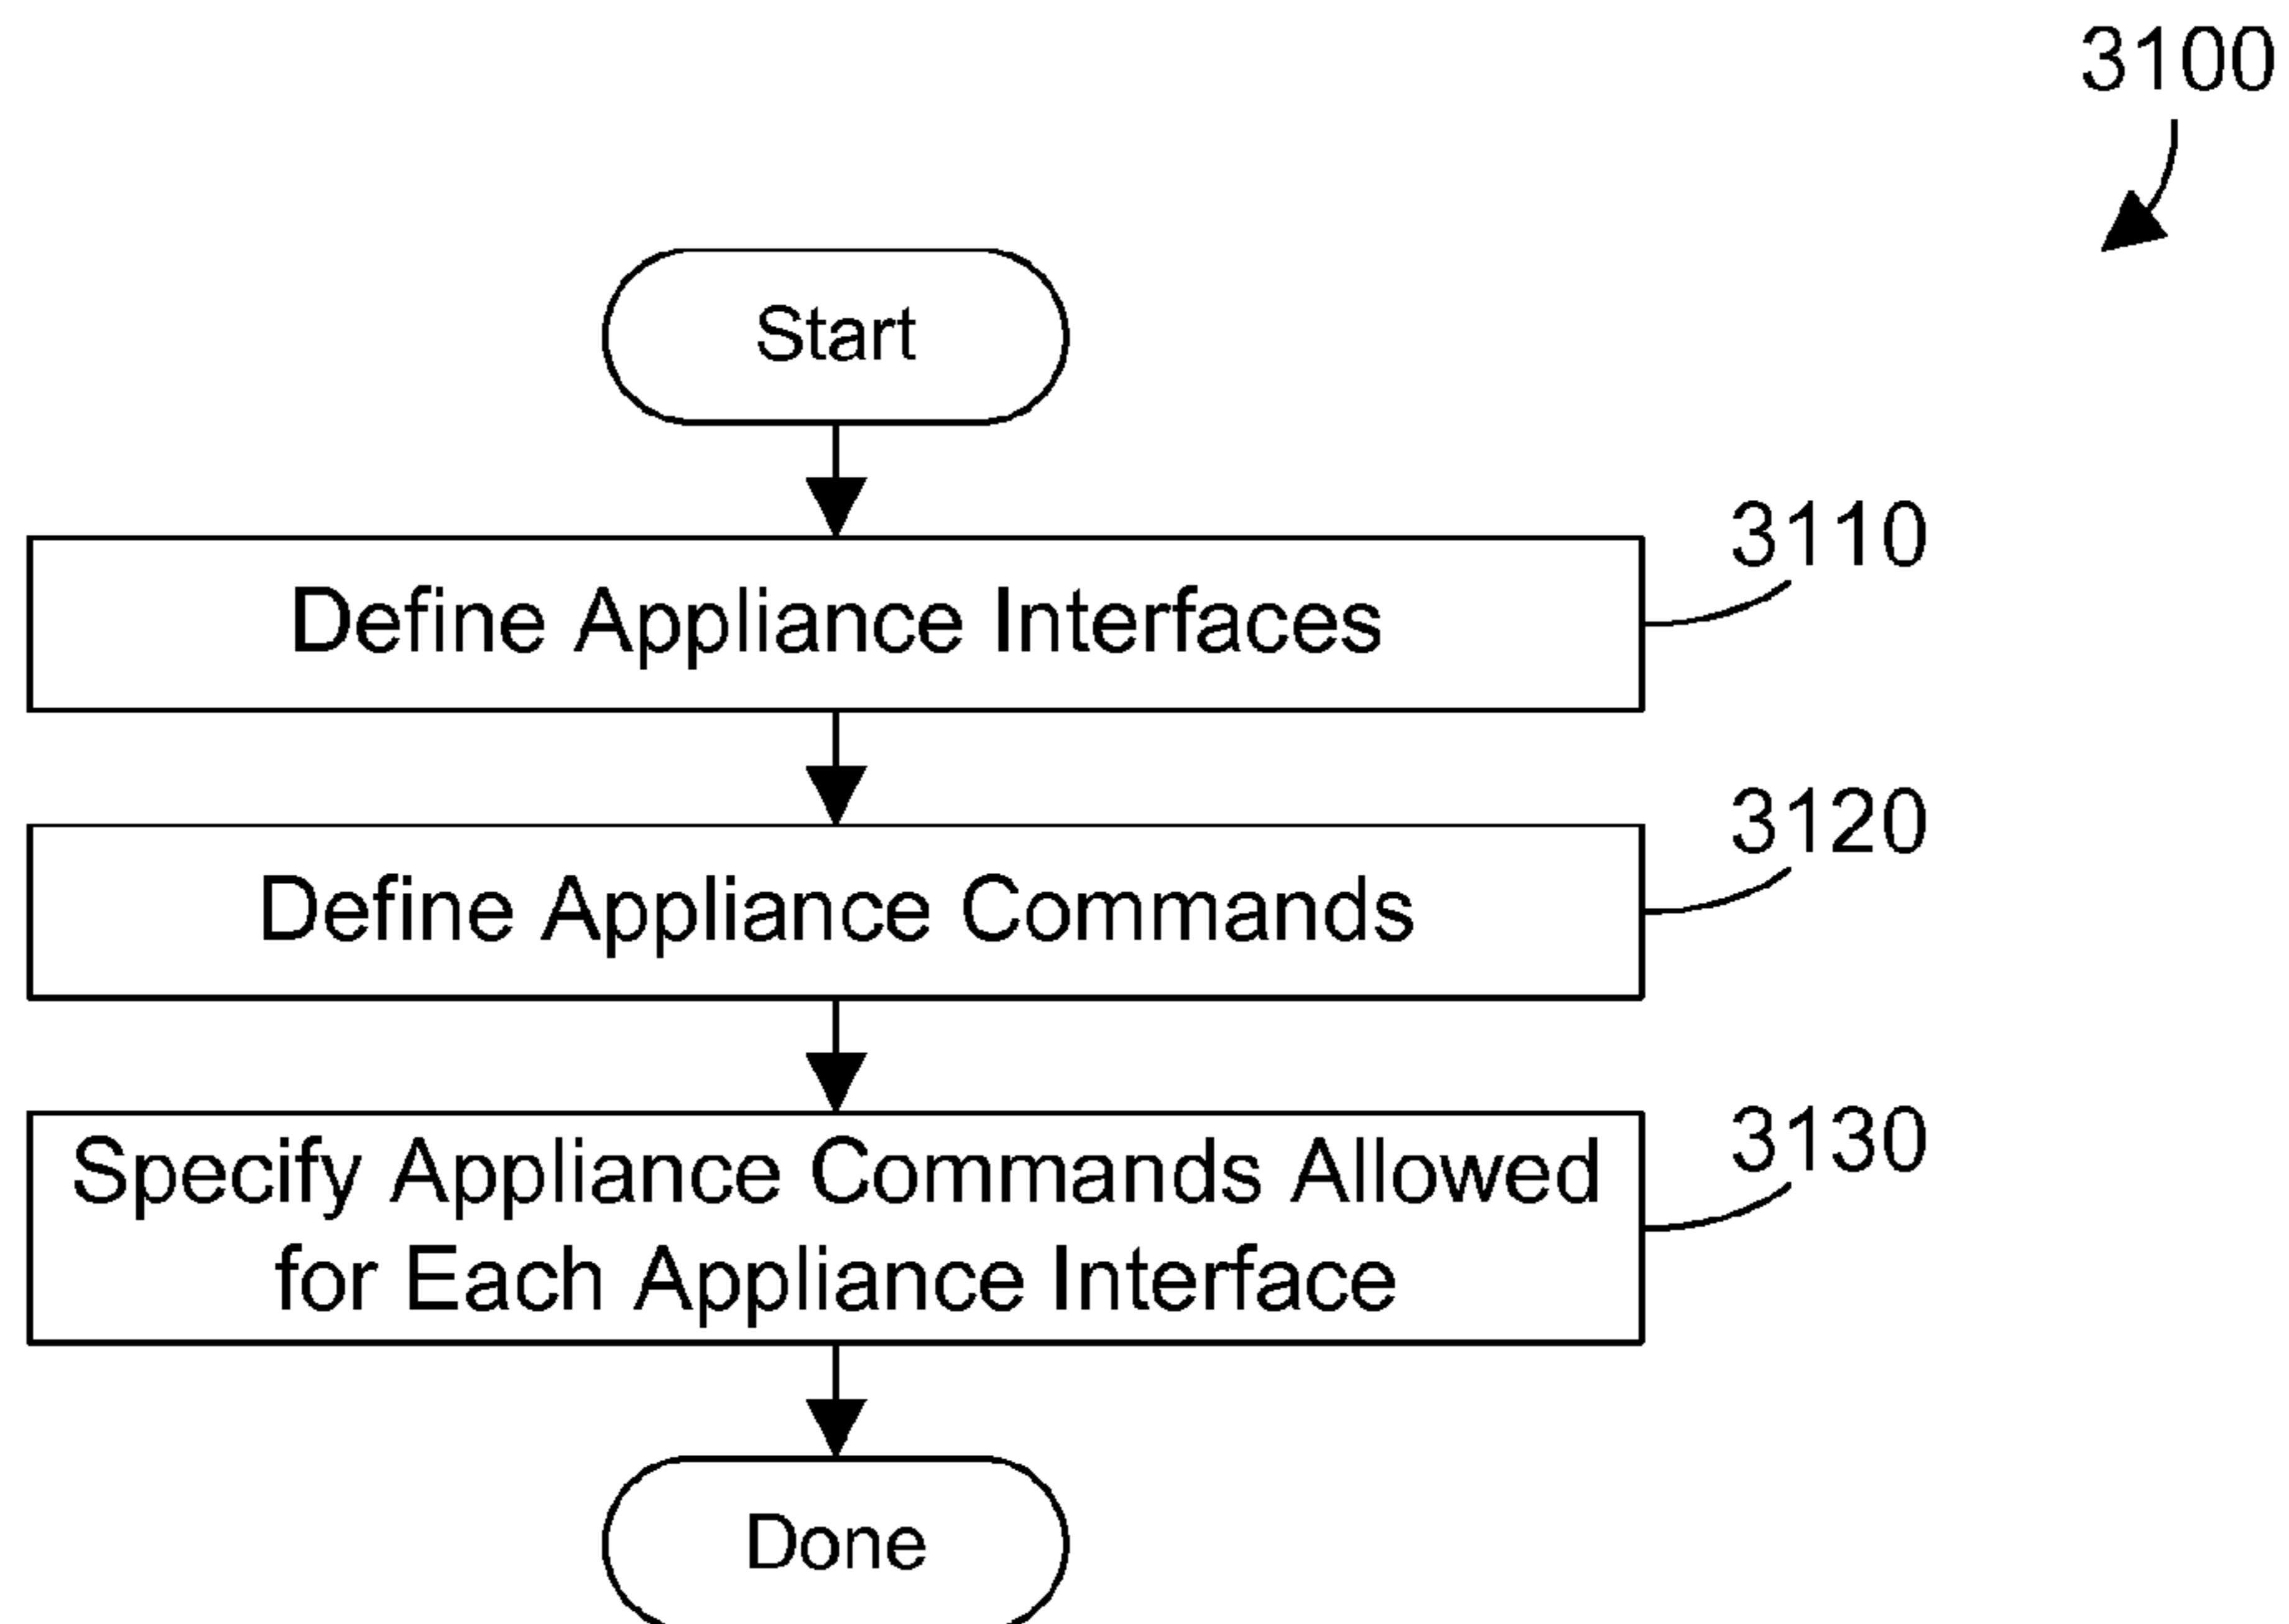 3100
Start
Define Appliance Interfaces
3110
Define Appliance Commands
3120
Specify Appliance Commands Allowed
for Each Appliance Interface
3130
Done